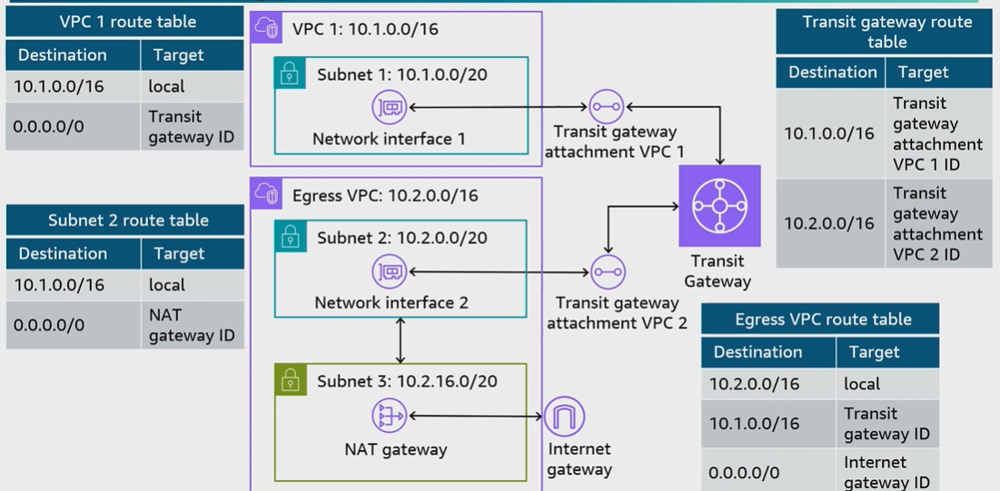 VPC 1 route table
Destination Target
10.1.0.0/16 local
0.0.0.0/0 Transit
gateway ID
Subnet 2 route table
Destination Target
10.1.0.0/16 local
0.0.0.0/0 NAT
gateway ID
VPC 1: 10.1.0.0/16
Subnet 1: 10.1.0.0/20
Network interface 1
Transit gateway
attachment VPC 1
Egress VPC: 10.2.0.0/16
Subnet 2: 10.2.0.0/20
Network interface 2
Transit gateway
attachment VPC 2
Subnet 3: 10.2.16.0/20
NAT gateway
Internet
gateway
Transit
Gateway
Transit gateway route
table
Destination Target
10.1.0.0/16 Transit
gateway
attachment
VPC 1 ID
10.2.0.0/16 Transit
gateway
attachment
VPC 2 ID
Egress VPC route table
Destination Target
10.2.0.0/16 local
10.1.0.0/16 Transit
gateway ID
0.0.0.0/0 Internet
gateway ID